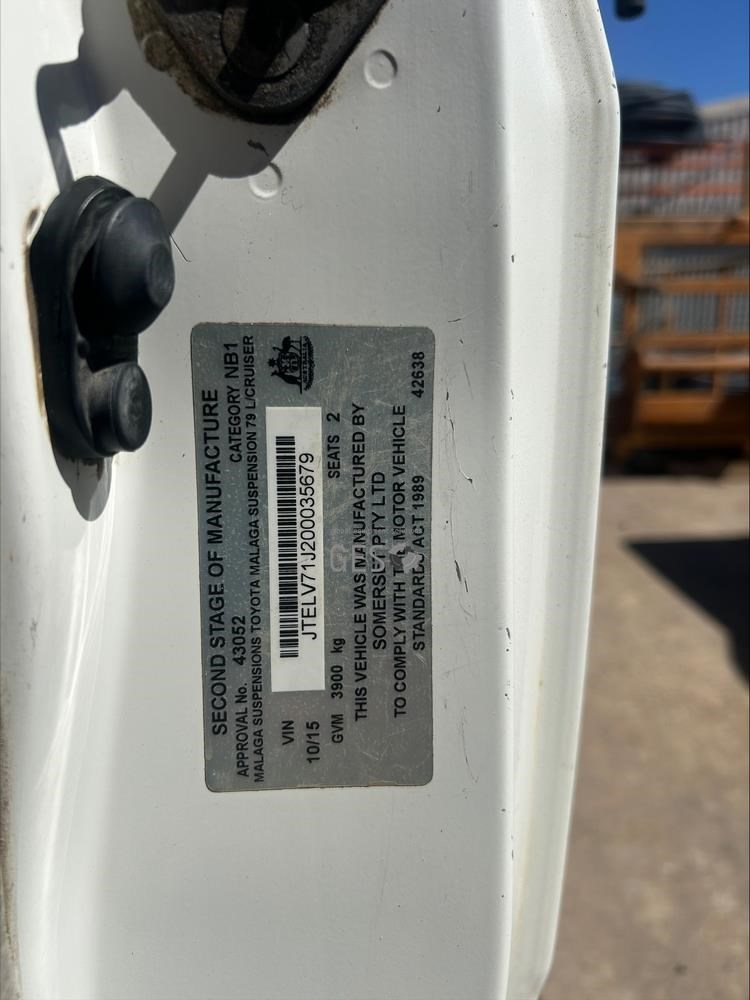 SECOND STAGE OF MANUFACTURE
APPROVAL No. 43052 CATEGORY NB1
MALAGA SUSPENSIONS TOYOTA MALAGA SUSPENSION 79 L/CRUISER
AUSTRALIA
VIN JTELV71J200035679
10/15 SEATS 2
GVM 3900 kg
THIS VEHICLE WAS MANUFACTURED BY
SOMERSUT PTY LTD
TO COMPLY WITH THE MOTOR VEHICLE
STANDARDS ACT 1989 42638